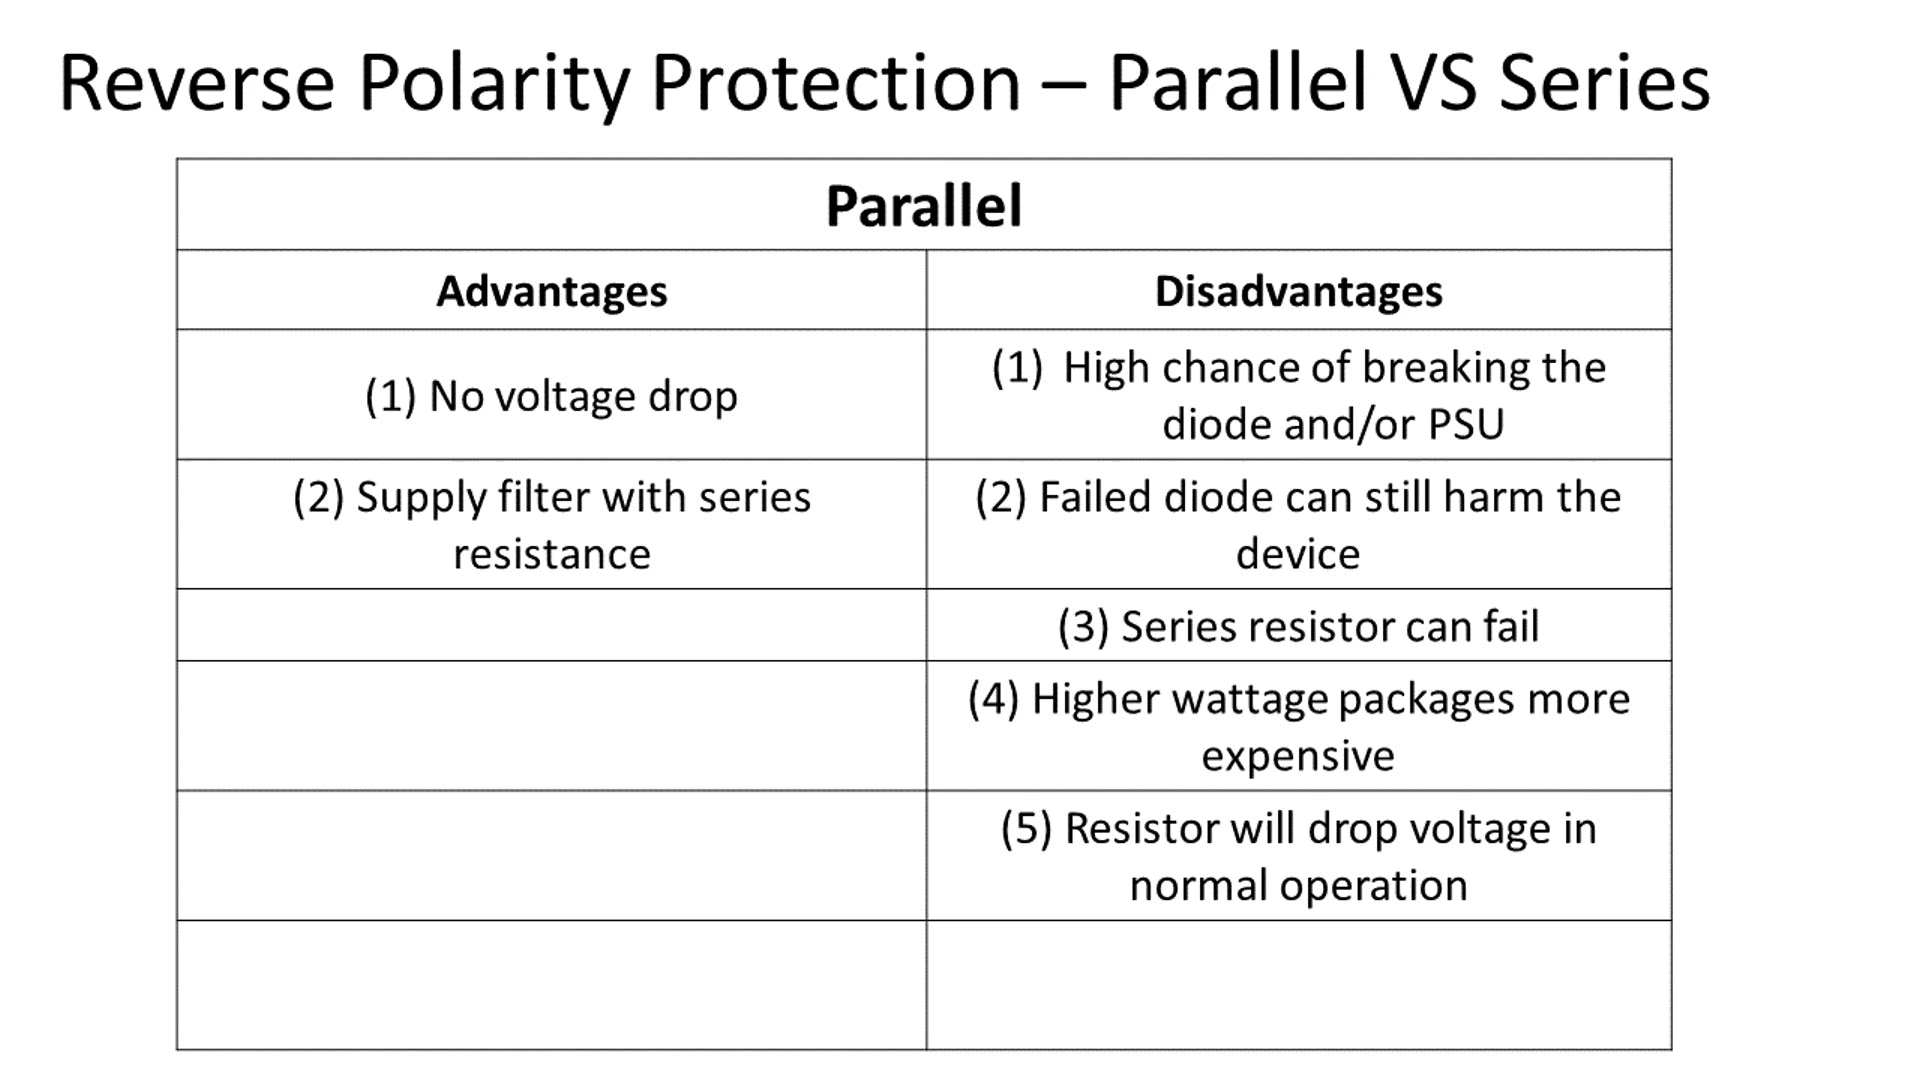 Reverse Polarity Protection – Parallel VS Series
Parallel
Advantages
Disadvantages
(1) No voltage drop
(1) High chance of breaking the
diode and/or PSU
(2) Supply filter with series
resistance
(2) Failed diode can still harm the
device
(3) Series resistor can fail
(4) Higher wattage packages more
expensive
(5) Resistor will drop voltage in
normal operation